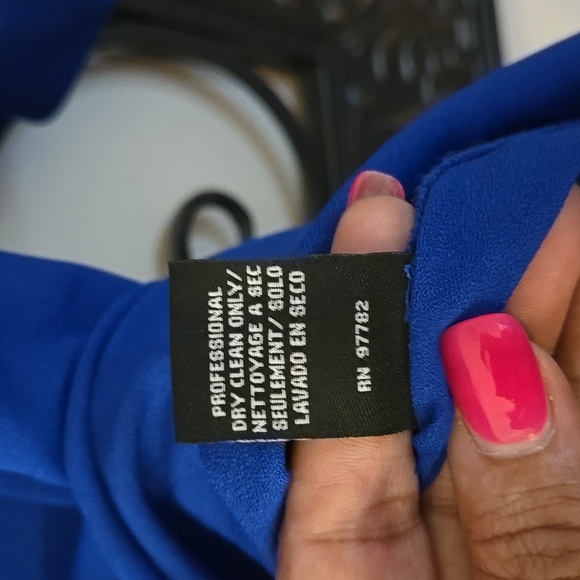 PROFESSIONAL
DRY CLEAN ONLY/
NETTOYAGE A SEC
SEULEMENT/ SOLO
LAVADO EN SECO
RN 97782